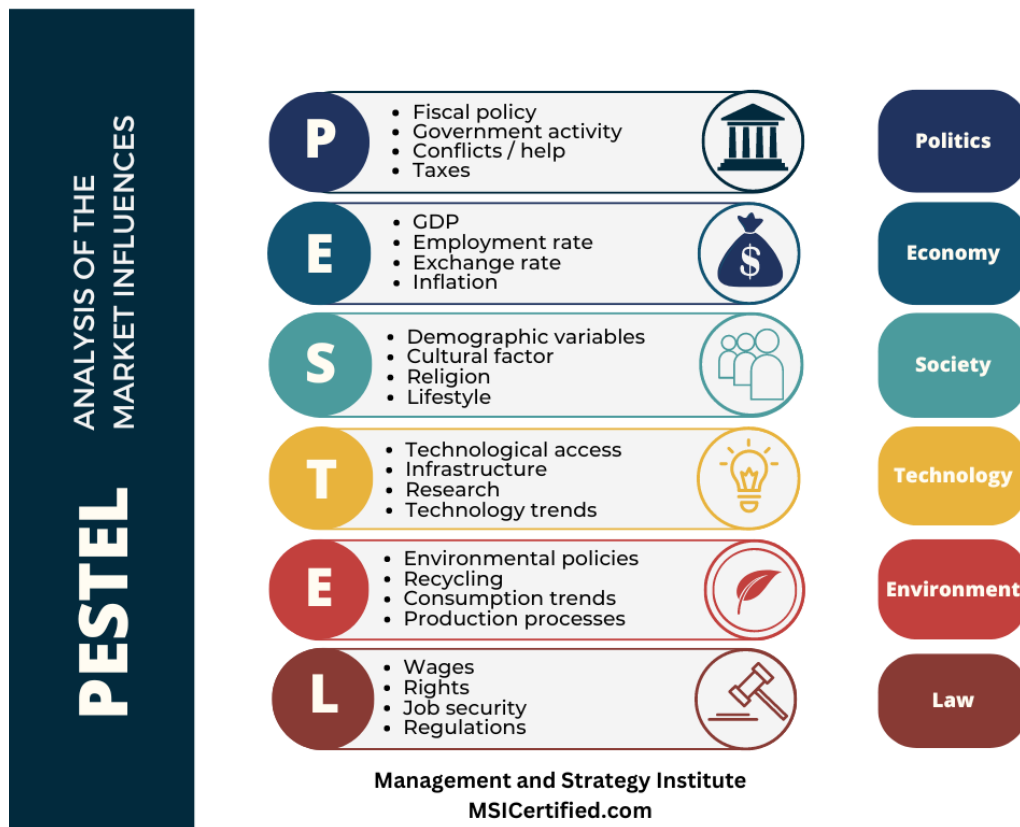 PESTEL
ANALYSIS OF THE
MARKET INFLUENCES
P
• Fiscal policy
• Government activity
• Conflicts / help
• Taxes
Politics
E
• GDP
• Employment rate
• Exchange rate
• Inflation
$
Economy
S
• Demographic variables
• Cultural factor
• Religion
• Lifestyle
Society
T
• Technological access
• Infrastructure
• Research
• Technology trends
Technology
E
• Environmental policies
• Recycling
• Consumption trends
• Production processes
Environment
L
• Wages
• Rights
• Job security
• Regulations
Law
Management and Strategy Institute
MSICertified.com